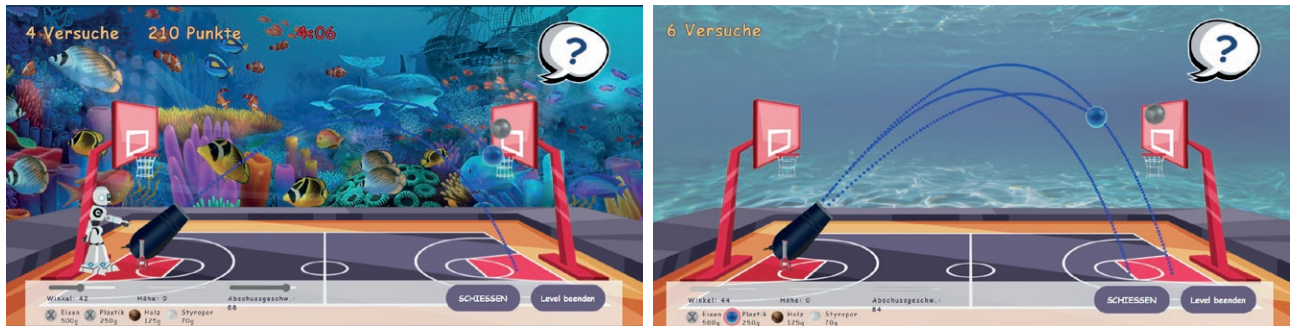 4 Versuche 210 Punkte 4:06
?
Winkel: 42 Höhe: 0 Abschussgeschw.:
88
Eisen Plastik Holz Styropor
500g 250g 125g 70g
SCHIESSEN Level beenden
6 Versuche
?
Winkel: 44 Höhe: 0 Abschussgeschw.:
84
Eisen Plastik Holz Styropor
500g 250g 125g 70g
SCHIESSEN Level beenden